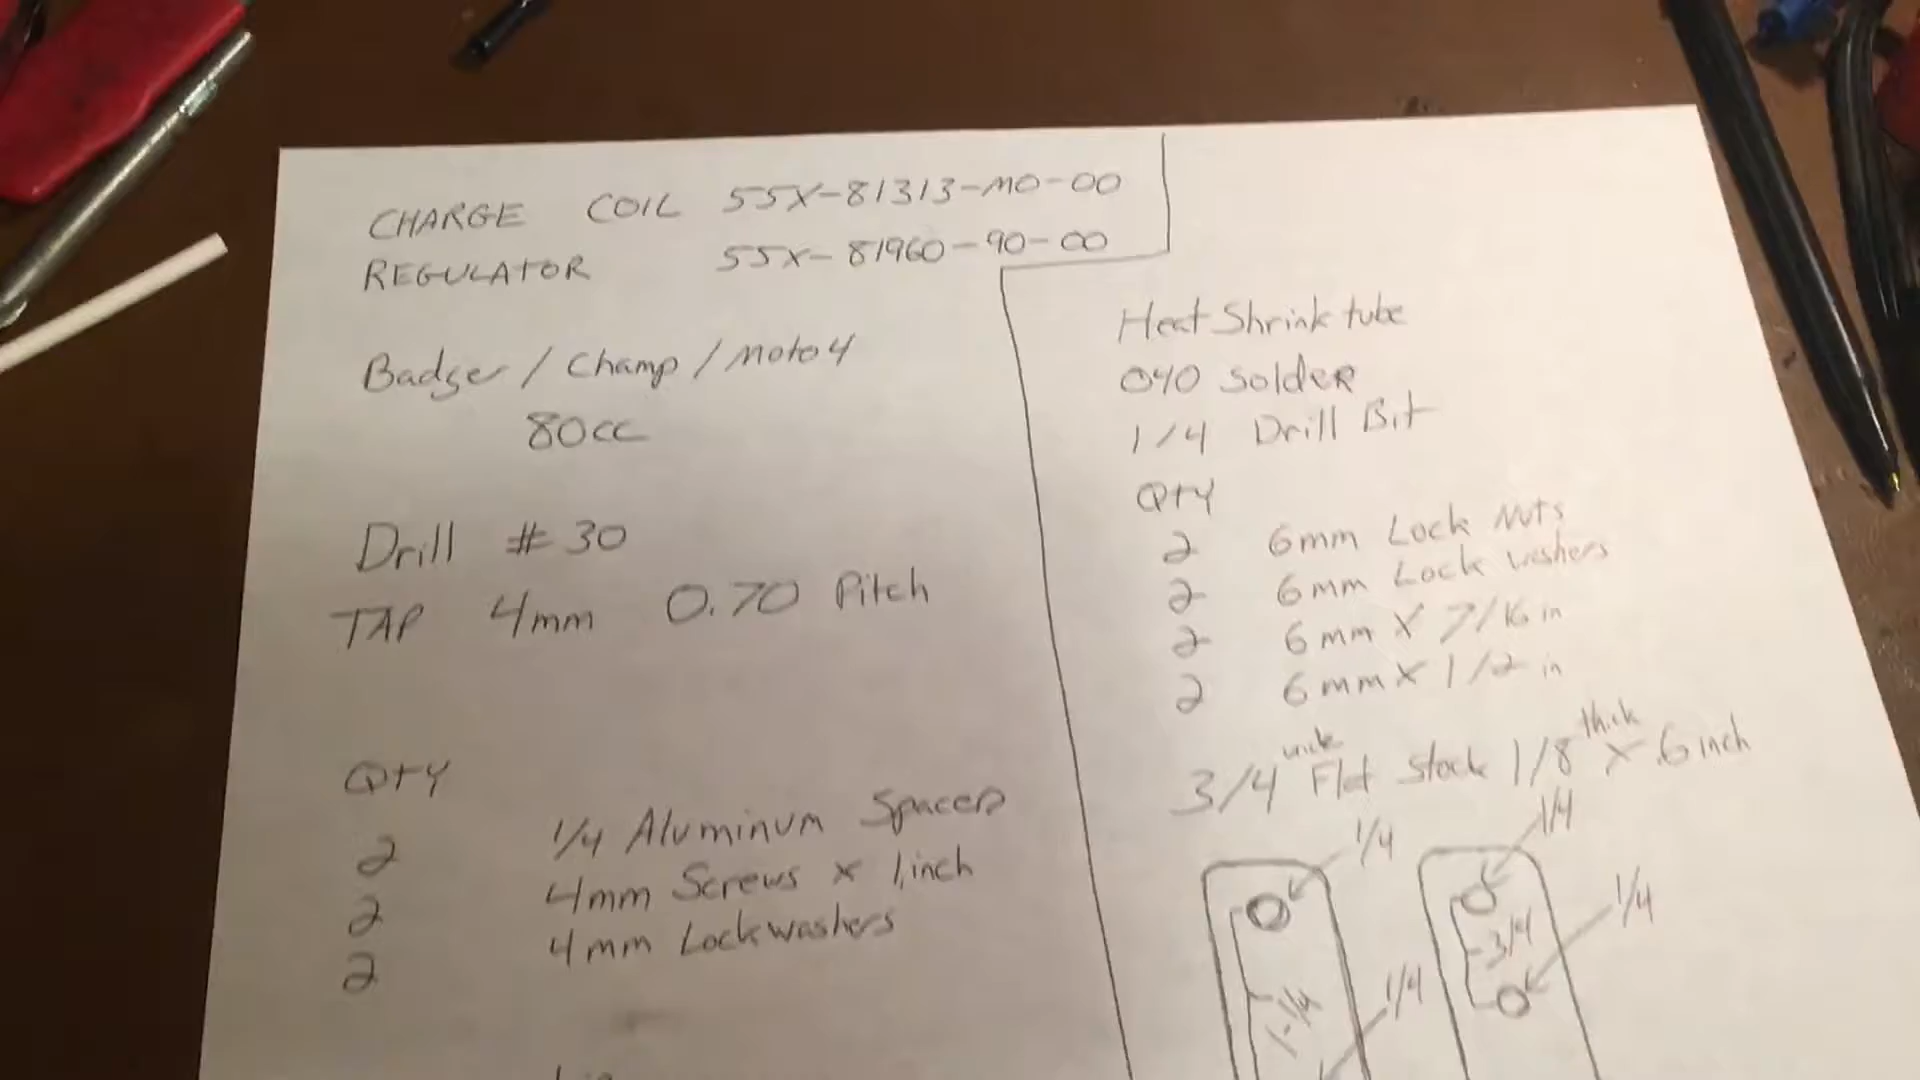 CHARGE COIL 55X-81313-M0-00
REGULATOR 55X-81960-90-00
Badger / Champ / Moto 4
80cc
Drill # 30
TAP 4mm 0.70 Pitch
QTY
2 1/4 Aluminum Spacers
2 4mm Screws x 1 inch
2 4mm Lockwashers
Heat Shrink tube
040 Solder
1/4 Drill Bit
QTY
2 6mm Lock Nuts
2 6mm Lock washers
2 6mm X 7/16 in
2 6mm X 1/2 in
3/4 Flat Stock 1/8 thick X 6 inch
1/4
1/4
1/4
3/4
1/4
1-1/4